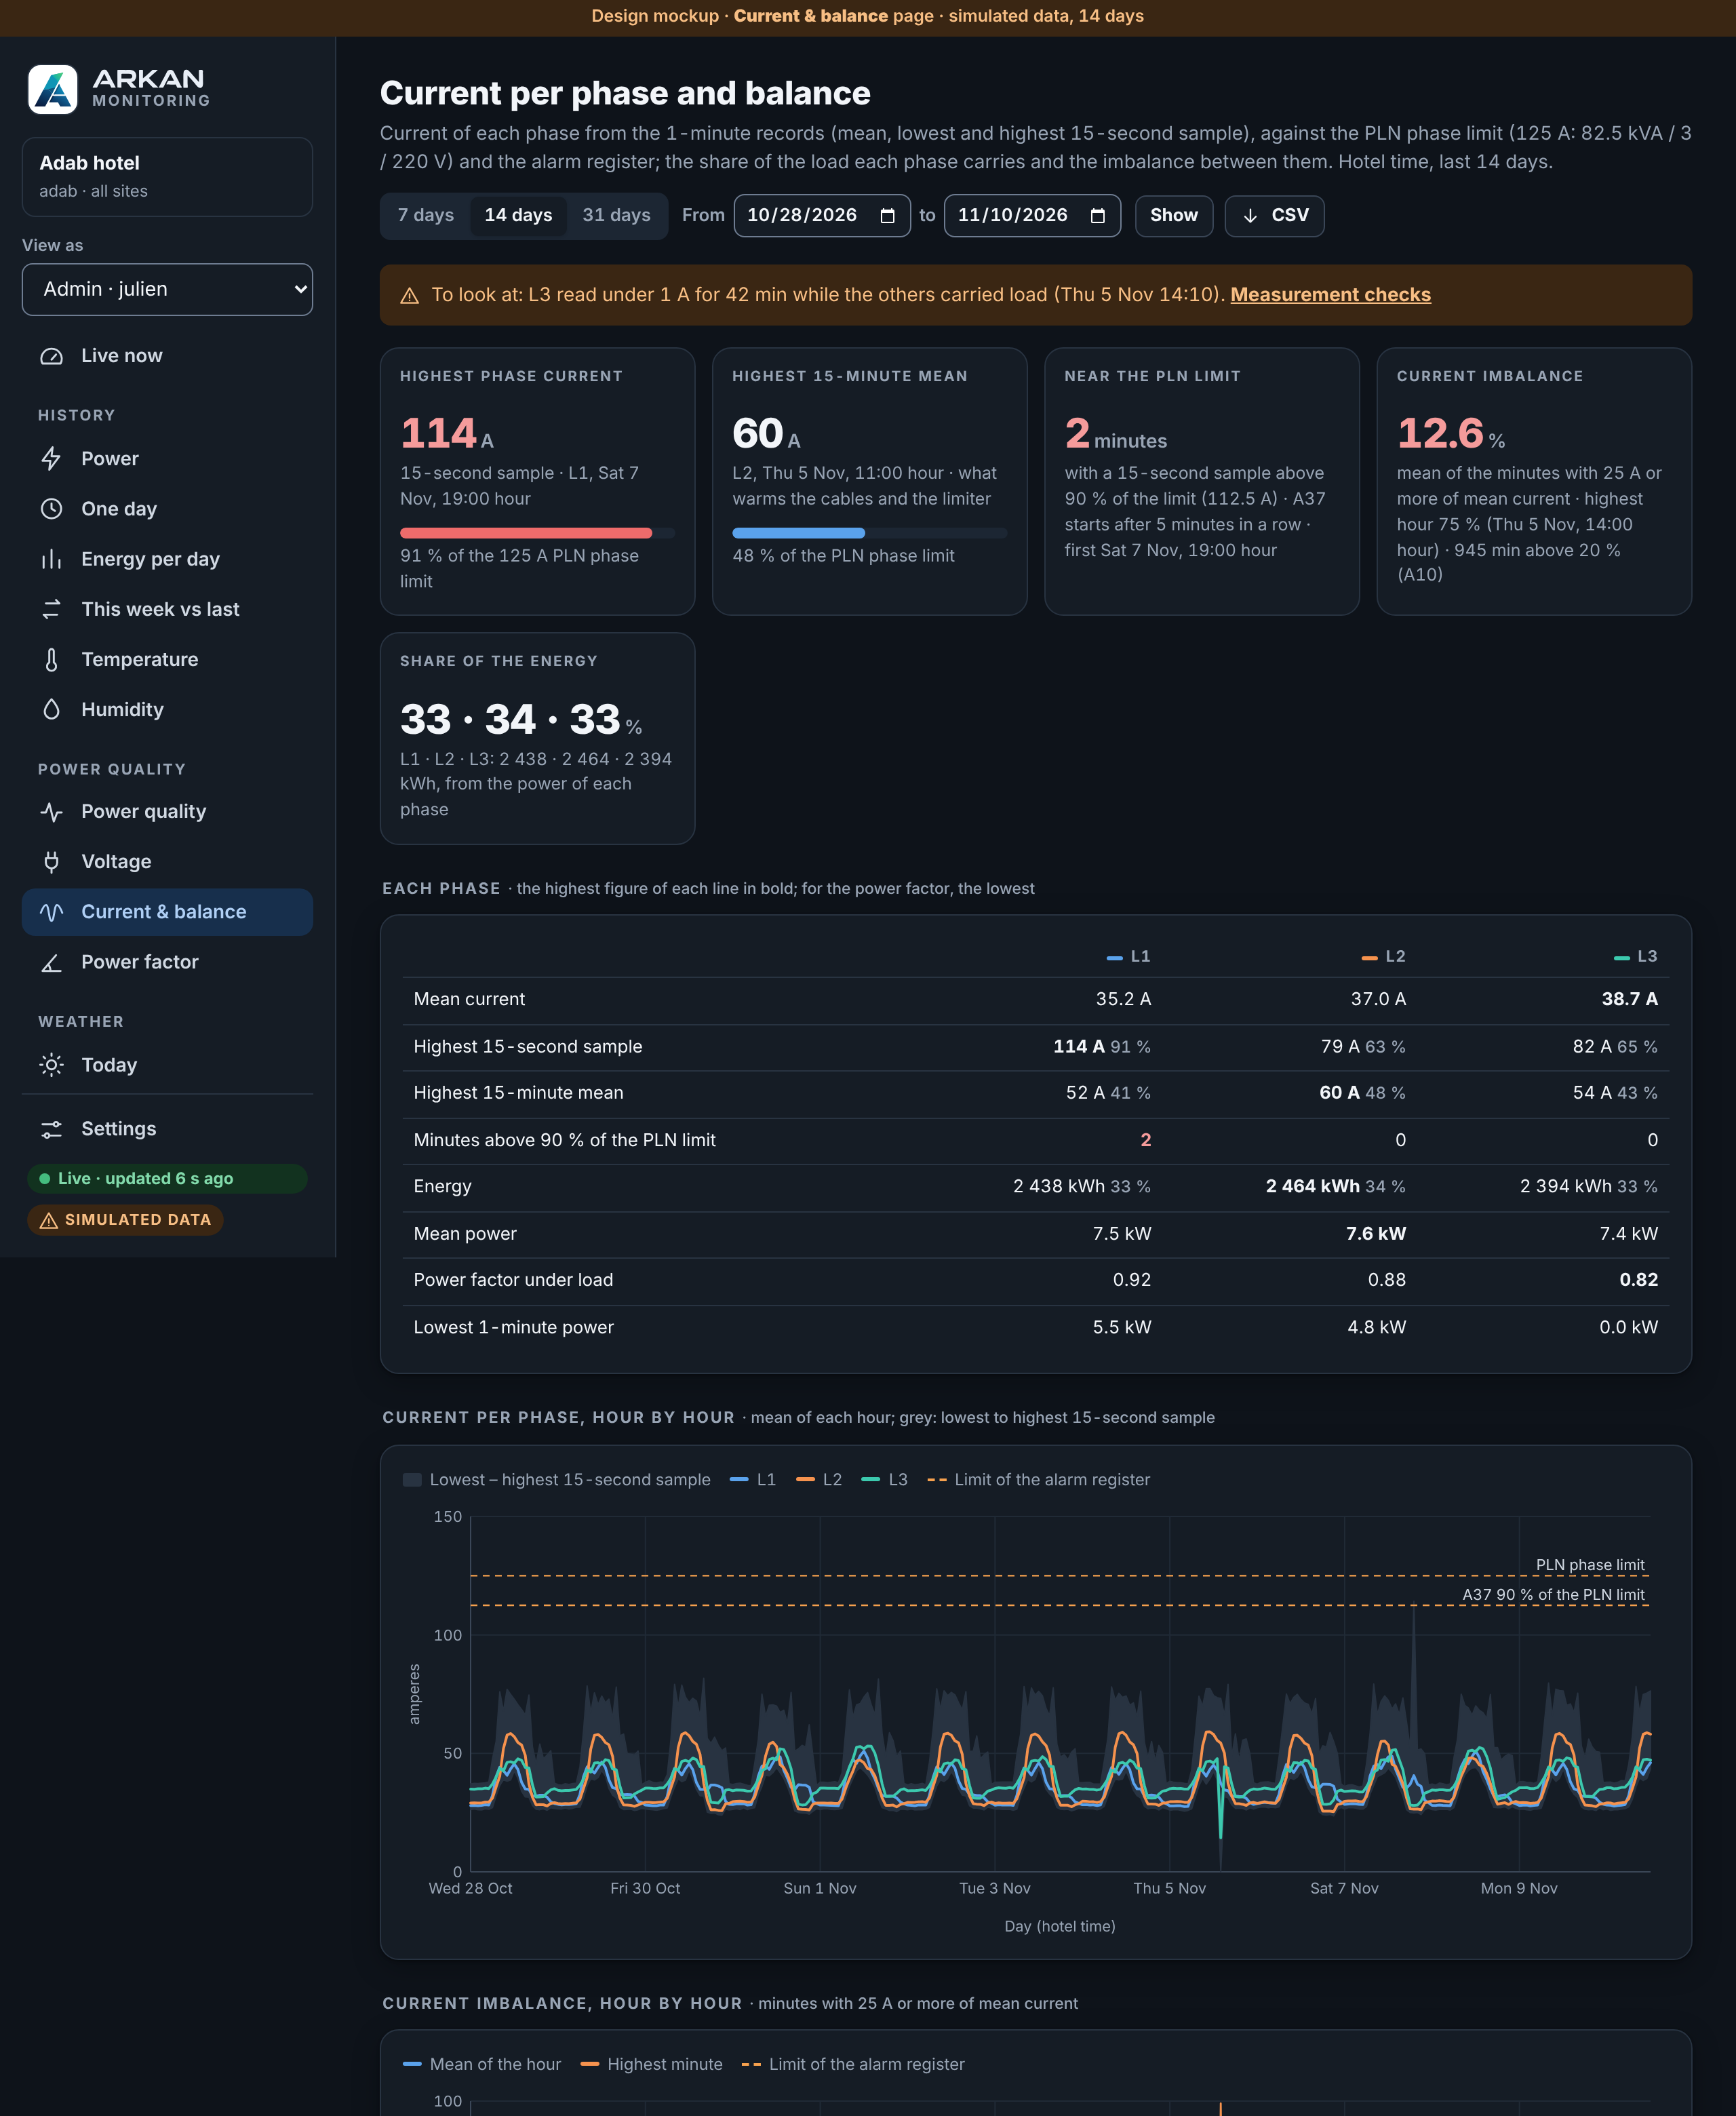 Design mockup · Current & balance page · simulated data, 14 days
ARKAN
MONITORING
Adab hotel
adab · all sites
View as
Admin · julien
Live now
HISTORY
Power
One day
Energy per day
This week vs last
Temperature
Humidity
POWER QUALITY
Power quality
Voltage
Current & balance
Power factor
WEATHER
Today
Settings
Live · updated 6 s ago
SIMULATED DATA
Current per phase and balance
Current of each phase from the 1-minute records (mean, lowest and highest 15-second sample), against the PLN phase limit (125 A: 82.5 kVA / 3
/ 220 V) and the alarm register; the share of the load each phase carries and the imbalance between them. Hotel time, last 14 days.
7 days 14 days 31 days From 10/28/2026 to 11/10/2026 Show ↓ CSV
To look at: L3 read under 1 A for 42 min while the others carried load (Thu 5 Nov 14:10). Measurement checks
HIGHEST PHASE CURRENT
114 A
15-second sample · L1, Sat 7
Nov, 19:00 hour
91 % of the 125 A PLN phase
limit
HIGHEST 15-MINUTE MEAN
60 A
L2, Thu 5 Nov, 11:00 hour · what
warms the cables and the limiter
48 % of the PLN phase limit
NEAR THE PLN LIMIT
2 minutes
with a 15-second sample above
90 % of the limit (112.5 A) · A37
starts after 5 minutes in a row ·
first Sat 7 Nov, 19:00 hour
CURRENT IMBALANCE
12.6 %
mean of the minutes with 25 A or
more of mean current · highest
hour 75 % (Thu 5 Nov, 14:00
hour) · 945 min above 20 %
(A10)
SHARE OF THE ENERGY
33 · 34 · 33 %
L1 · L2 · L3: 2 438 · 2 464 · 2 394
kWh, from the power of each
phase
EACH PHASE · the highest figure of each line in bold; for the power factor, the lowest
L1 L2 L3
Mean current 35.2 A 37.0 A 38.7 A
Highest 15-second sample 114 A 91 % 79 A 63 % 82 A 65 %
Highest 15-minute mean 52 A 41 % 60 A 48 % 54 A 43 %
Minutes above 90 % of the PLN limit 2 0 0
Energy 2 438 kWh 33 % 2 464 kWh 34 % 2 394 kWh 33 %
Mean power 7.5 kW 7.6 kW 7.4 kW
Power factor under load 0.92 0.88 0.82
Lowest 1-minute power 5.5 kW 4.8 kW 0.0 kW
CURRENT PER PHASE, HOUR BY HOUR · mean of each hour; grey: lowest to highest 15-second sample
Lowest – highest 15-second sample L1 L2 L3 Limit of the alarm register
150
PLN phase limit
A37 90 % of the PLN limit
100
amperes
50
0
Wed 28 Oct Fri 30 Oct Sun 1 Nov Tue 3 Nov Thu 5 Nov Sat 7 Nov Mon 9 Nov
Day (hotel time)
CURRENT IMBALANCE, HOUR BY HOUR · minutes with 25 A or more of mean current
Mean of the hour Highest minute Limit of the alarm register
100